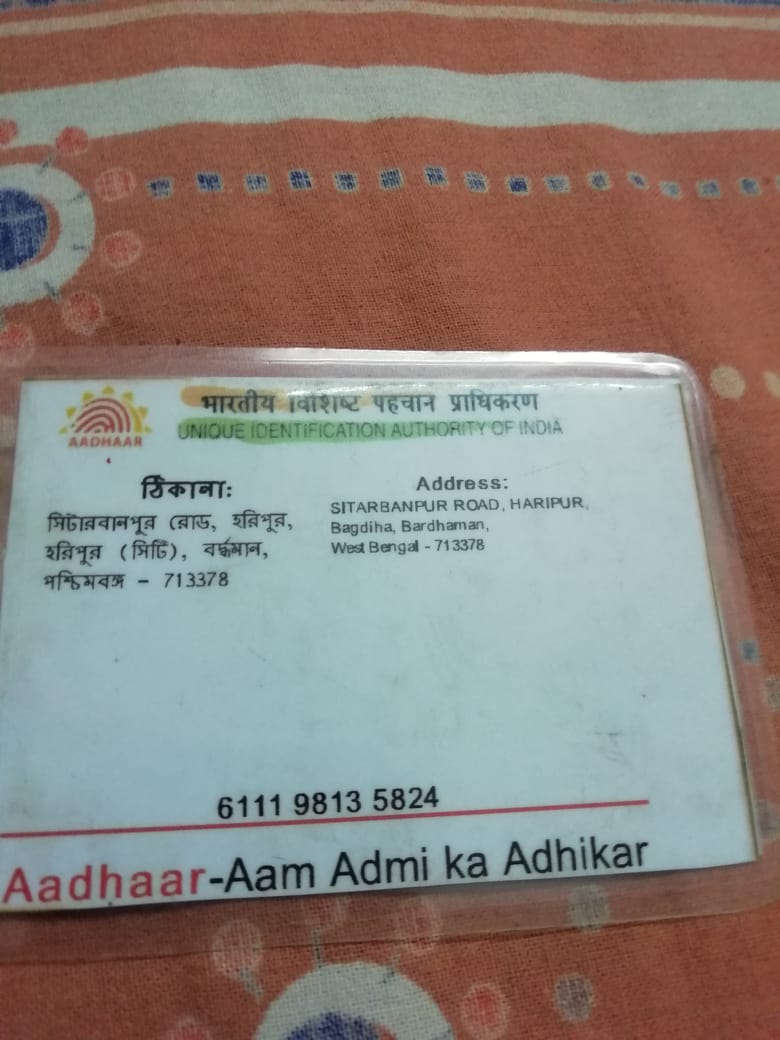 भारतीय विशिष्ट पहचान प्राधिकरण
UNIQUE IDENTIFICATION AUTHORITY OF INDIA
AADHAAR
ঠিকানা:
সিটারবানপুর রোড, হরিপুর,
হরিপুর (সিটি), বর্দ্ধমান,
পশ্চিমবঙ্গ - 713378
Address:
SITARBANPUR ROAD, HARIPUR,
Bagdiha, Bardhaman,
West Bengal - 713378
6111 9813 5824
Aadhaar-Aam Admi ka Adhikar